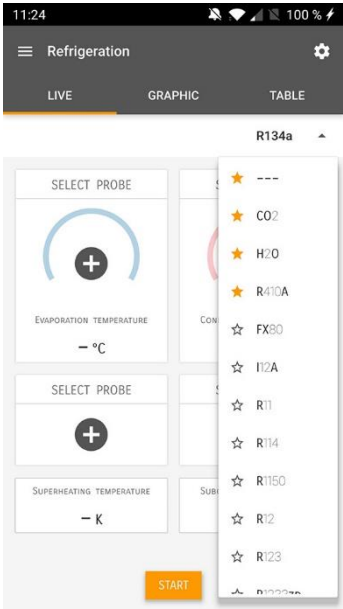 11:24
100 %
Refrigeration
LIVE GRAPHIC TABLE
R134a
SELECT PROBE
EVAPORATION TEMPERATURE
– °C
SELECT PROBE
SUPERHEATING TEMPERATURE
– K
START
---
CO2
H2O
R410A
FX80
I12A
R11
R114
R1150
R12
R123